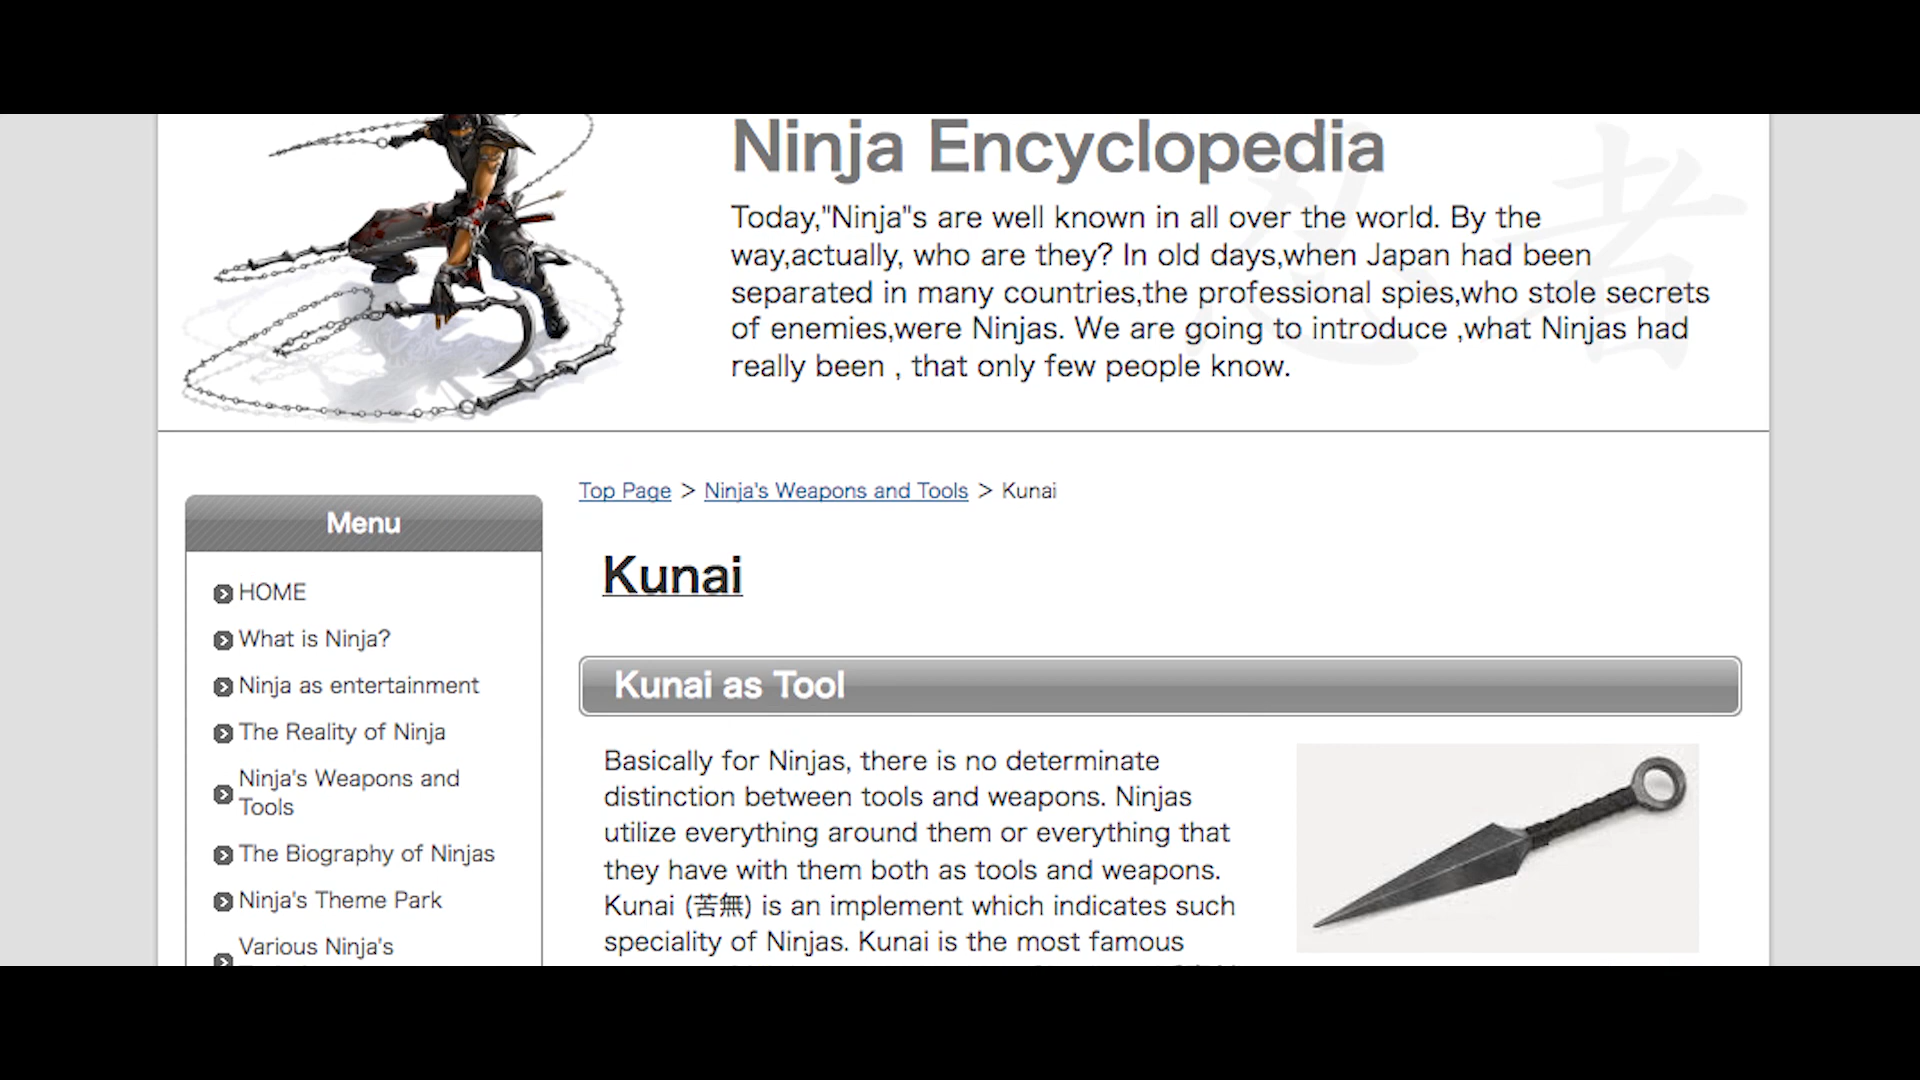 Ninja Encyclopedia
Today,"Ninja"s are well known in all over the world. By the
way,actually, who are they? In old days,when Japan had been
separated in many countries,the professional spies,who stole secrets
of enemies,were Ninjas. We are going to introduce ,what Ninjas had
really been , that only few people know.
忍者
Top Page > Ninja's Weapons and Tools > Kunai
Menu
HOME
What is Ninja?
Ninja as entertainment
The Reality of Ninja
Ninja's Weapons and
Tools
The Biography of Ninjas
Ninja's Theme Park
Various Ninja's
Kunai
Kunai as Tool
Basically for Ninjas, there is no determinate
distinction between tools and weapons. Ninjas
utilize everything around them or everything that
they have with them both as tools and weapons.
Kunai (苦無) is an implement which indicates such
speciality of Ninjas. Kunai is the most famous